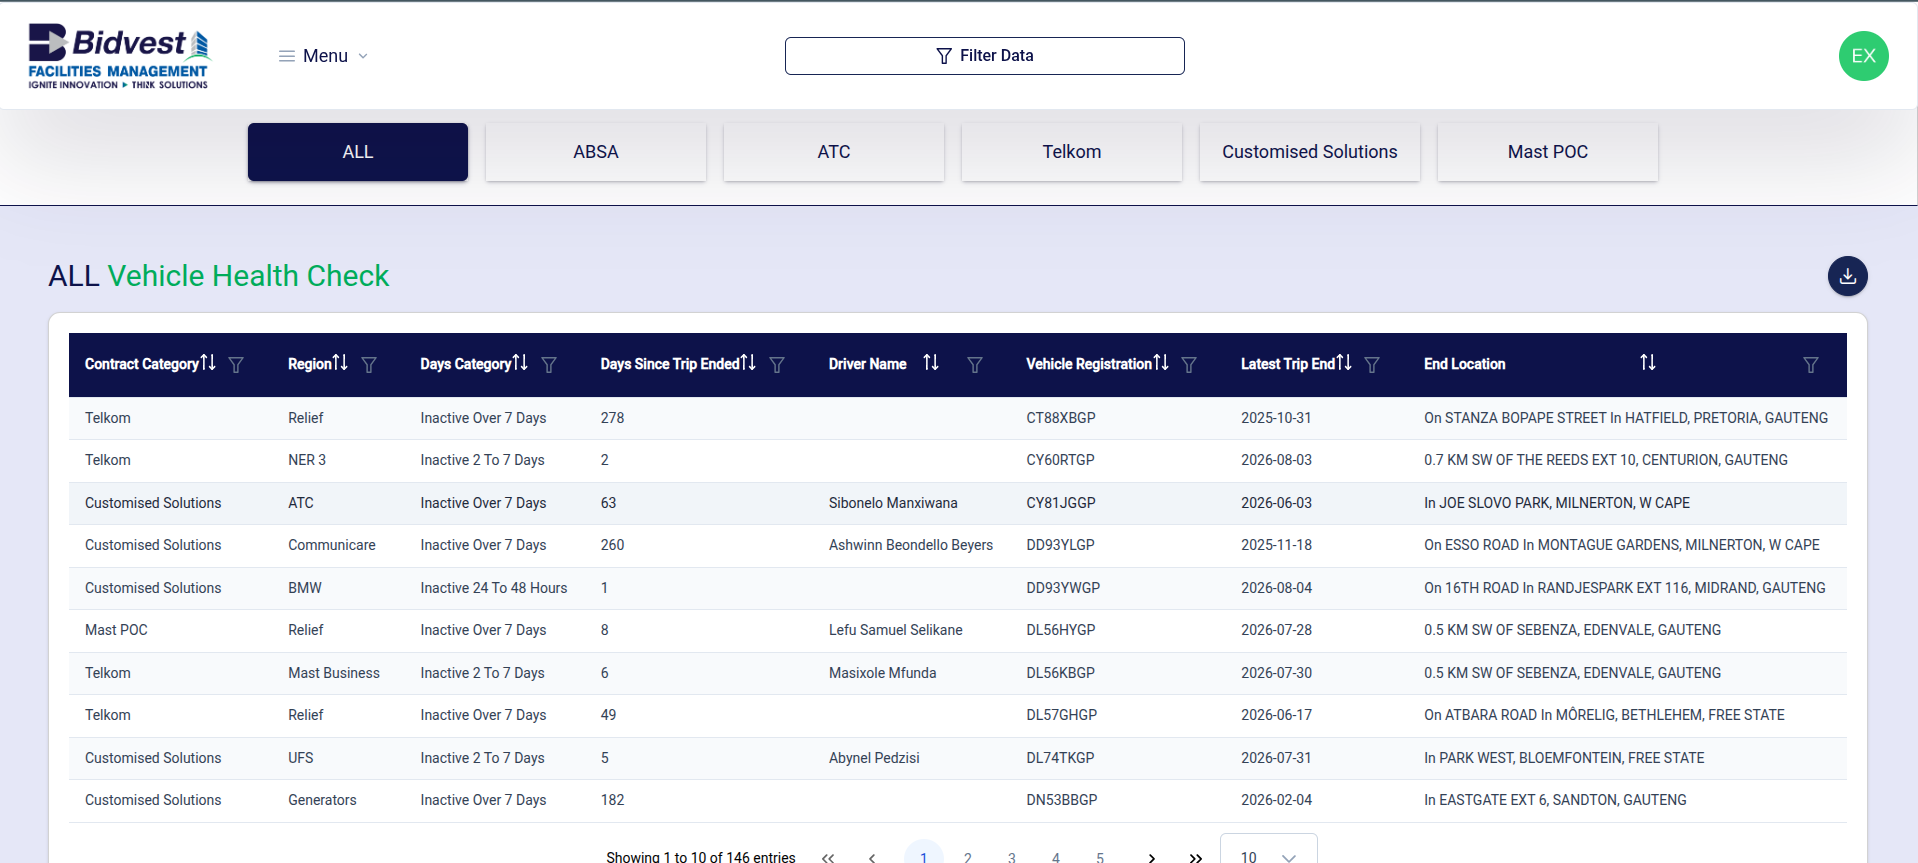 Bidvest
FACILITIES MANAGEMENT
IGNITE INNOVATION ▸ THI2K SOLUTIONS
Menu
Filter Data
EX
ALL ABSA ATC Telkom Customised Solutions Mast POC
ALL Vehicle Health Check
Contract Category Region Days Category Days Since Trip Ended Driver Name Vehicle Registration Latest Trip End End Location
Telkom Relief Inactive Over 7 Days 278 CT88XBGP 2025-10-31 On STANZA BOPAPE STREET In HATFIELD, PRETORIA, GAUTENG
Telkom NER 3 Inactive 2 To 7 Days 2 CY60RTGP 2026-08-03 0.7 KM SW OF THE REEDS EXT 10, CENTURION, GAUTENG
Customised Solutions ATC Inactive Over 7 Days 63 Sibonelo Manxiwana CY81JGGP 2026-06-03 In JOE SLOVO PARK, MILNERTON, W CAPE
Customised Solutions Communicare Inactive Over 7 Days 260 Ashwinn Beondello Beyers DD93YLGP 2025-11-18 On ESSO ROAD In MONTAGUE GARDENS, MILNERTON, W CAPE
Customised Solutions BMW Inactive 24 To 48 Hours 1 DD93YWGP 2026-08-04 On 16TH ROAD In RANDJESPARK EXT 116, MIDRAND, GAUTENG
Mast POC Relief Inactive Over 7 Days 8 Lefu Samuel Selikane DL56HYGP 2026-07-28 0.5 KM SW OF SEBENZA, EDENVALE, GAUTENG
Telkom Mast Business Inactive 2 To 7 Days 6 Masixole Mfunda DL56KBGP 2026-07-30 0.5 KM SW OF SEBENZA, EDENVALE, GAUTENG
Telkom Relief Inactive Over 7 Days 49 DL57GHGP 2026-06-17 On ATBARA ROAD In MÔRELIG, BETHLEHEM, FREE STATE
Customised Solutions UFS Inactive 2 To 7 Days 5 Abynel Pedzisi DL74TKGP 2026-07-31 In PARK WEST, BLOEMFONTEIN, FREE STATE
Customised Solutions Generators Inactive Over 7 Days 182 DN53BBGP 2026-02-04 In EASTGATE EXT 6, SANDTON, GAUTENG
Showing 1 to 10 of 146 entries « ‹ 1 2 3 4 5 › » 10